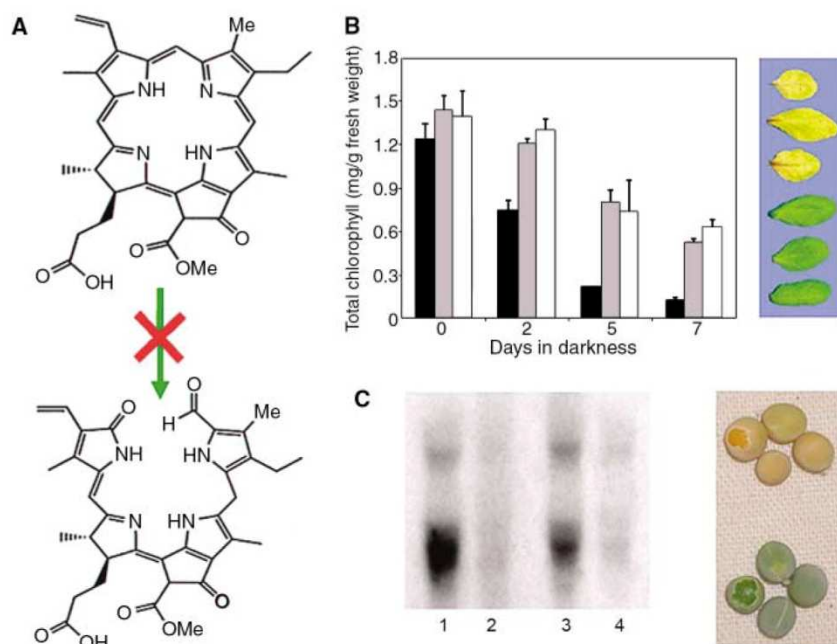 A
Me
NH
N
N
HN
O
OH
O
OMe
O
O
H
O
Me
NH
HN
N
HN
O
OH
O
OMe
O
B
Total chlorophyll (mg/g fresh weight)
1.8
1.5
1.2
0.9
0.6
0.3
0
0 2 5 7
Days in darkness
C
1 2 3 4